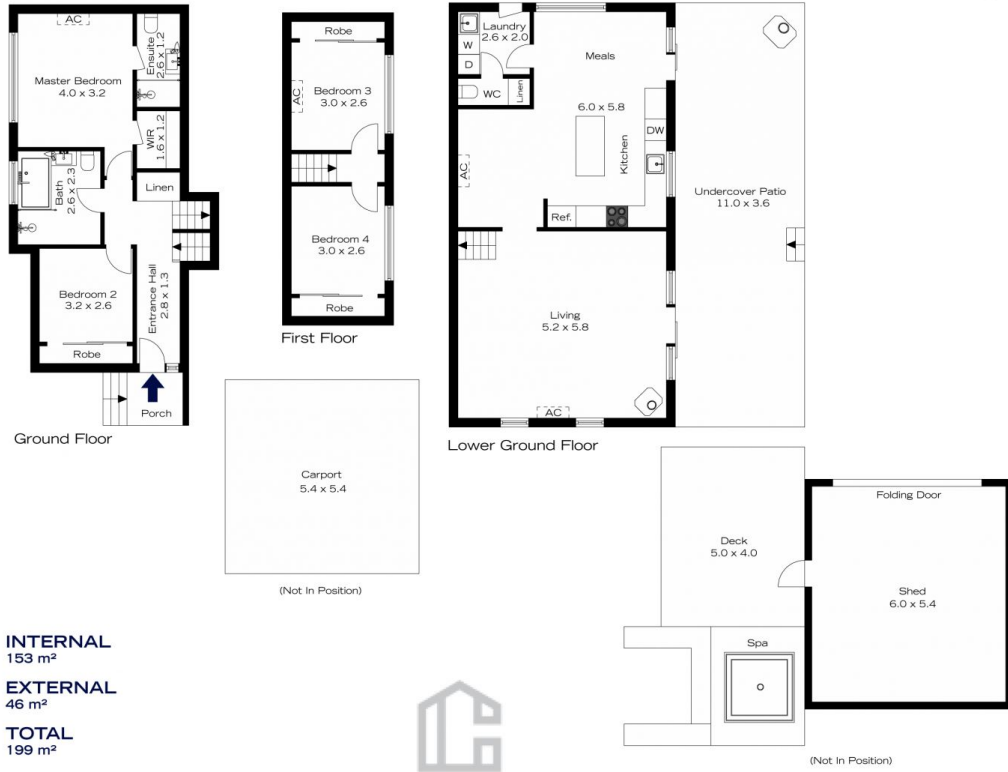 AC
Master Bedroom
4.0 x 3.2
Ensuite
2.6 x 1.2
WIR
1.6 x 1.2
Bath
2.6 x 2.3
Linen
Bedroom 2
3.2 x 2.6
Robe
Entrance Hall
2.8 x 1.3
Porch
Ground Floor
Robe
Bedroom 3
3.0 x 2.6
AC
Bedroom 4
3.0 x 2.6
Robe
First Floor
Laundry
2.6 x 2.0
W
D
WC
Linen
Meals
6.0 x 5.8
Kitchen
DW
AC
Ref.
Living
5.2 x 5.8
AC
Undercover Patio
11.0 x 3.6
Lower Ground Floor
Carport
5.4 x 5.4
(Not In Position)
Deck
5.0 x 4.0
Spa
Folding Door
Shed
6.0 x 5.4
(Not In Position)
INTERNAL
153 m²
EXTERNAL
46 m²
TOTAL
199 m²